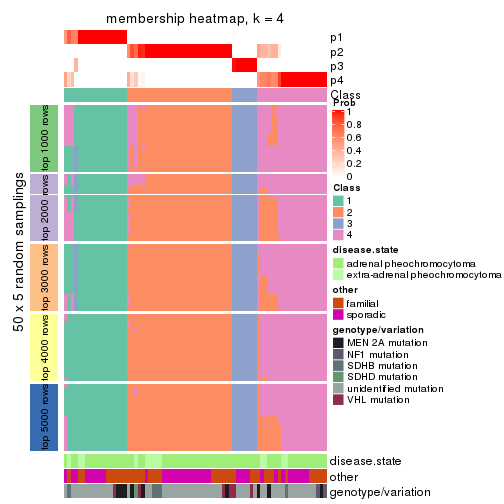 membership heatmap, k = 4
p1
p2
p3
p4
Class
50 x 5 random samplings
top 1000 rows
top 2000 rows
top 3000 rows
top 4000 rows
top 5000 rows
Prob
1
0.8
0.6
0.4
0.2
0
Class
1
2
3
4
disease.state
adrenal pheochromocytoma
extra-adrenal pheochromocytoma
other
familial
sporadic
genotype/variation
MEN 2A mutation
NF1 mutation
SDHB mutation
SDHD mutation
unidentified mutation
VHL mutation
disease.state
other
genotype/variation